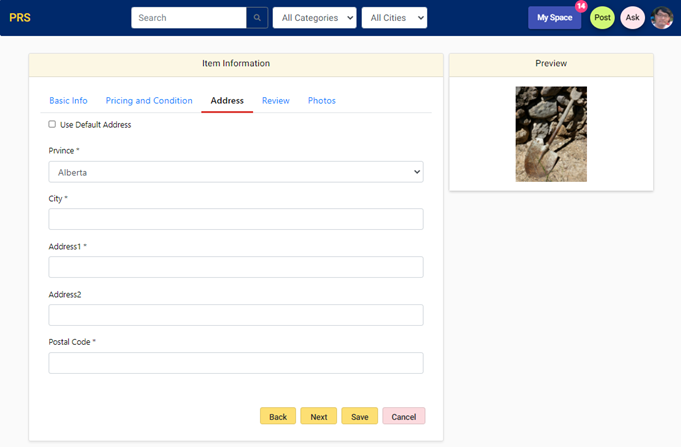 PRS Search All Categories All Cities My Space 14 Post Ask
Item Information
Preview
Basic Info Pricing and Condition Address Review Photos
Use Default Address
Prvince *
Alberta
City *
Address1 *
Address2
Postal Code *
Back Next Save Cancel